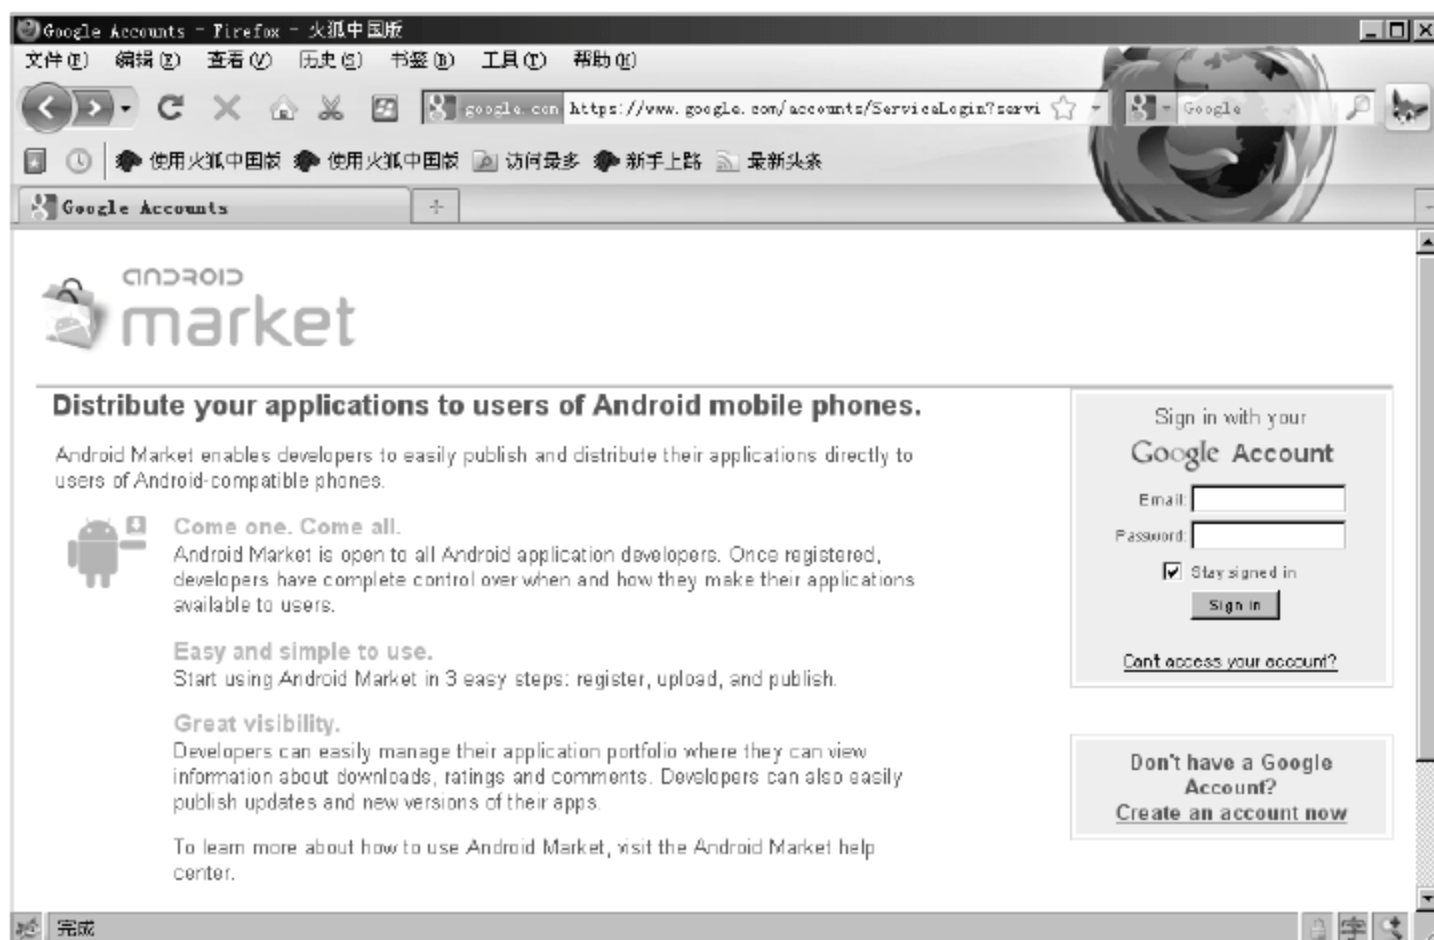 Google Accounts - Firefox - 火狐中国版
文件(F) 编辑(E) 查看(V) 历史(S) 书签(B) 工具(T) 帮助(H)
google.com https://www.google.com/accounts/ServiceLogin?servi Google
使用火狐中国版 使用火狐中国版 访问最多 新手上路 最新头条
Google Accounts
android
market
Distribute your applications to users of Android mobile phones.
Android Market enables developers to easily publish and distribute their applications directly to
users of Android-compatible phones.
Come one. Come all.
Android Market is open to all Android application developers. Once registered,
developers have complete control over when and how they make their applications
available to users.
Easy and simple to use.
Start using Android Market in 3 easy steps: register, upload, and publish.
Great visibility.
Developers can easily manage their application portfolio where they can view
information about downloads, ratings and comments. Developers can also easily
publish updates and new versions of their apps.
To learn more about how to use Android Market, visit the Android Market help
center.
Sign in with your
Google Account
Email:
Password:
Stay signed in
Sign in
Can't access your account?
Don't have a Google
Account?
Create an account now
完成
字